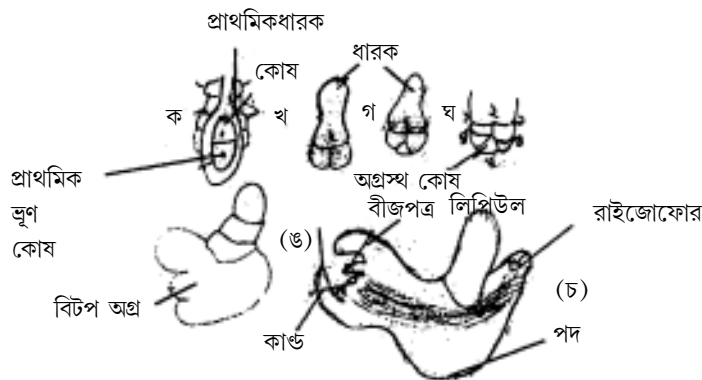 প্রাথমিকধারক
কোষ
ধারক
ক
খ
গ
ঘ
প্রাথমিক
ভ্রূণ
কোষ
অগ্রস্থ কোষ
বীজপত্র লিপিউল
রাইজোফোর
(ঙ)
(চ)
বিটপ অগ্র
কাণ্ড
পদ